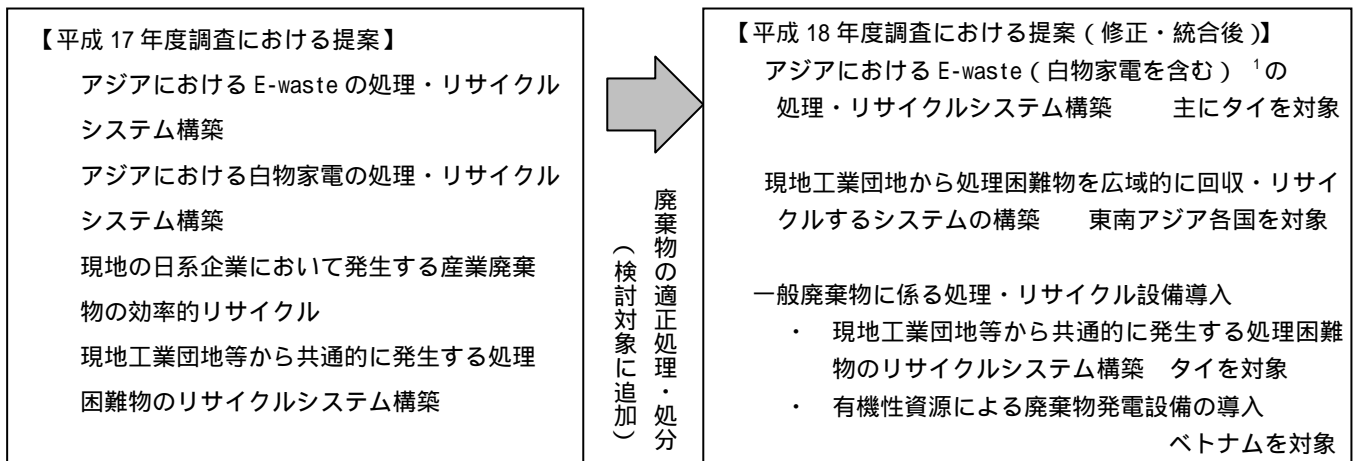 【平成 17 年度調査における提案】
アジアにおける E-waste の処理・リサイクル
システム構築
アジアにおける白物家電の処理・リサイクル
システム構築
現地の日系企業において発生する産業廃棄
物の効率的リサイクル
現地工業団地等から共通的に発生する処理
困難物のリサイクルシステム構築
廃棄物の適正処理・処分
（検討対象に追加）
【平成 18 年度調査における提案（修正・統合後）】
アジアにおける E-waste（白物家電を含む） 1の
処理・リサイクルシステム構築　　主にタイを対象
現地工業団地から処理困難物を広域的に回収・リサイ
クルするシステムの構築　　東南アジア各国を対象
一般廃棄物に係る処理・リサイクル設備導入
・ 現地工業団地等から共通的に発生する処理困難
物のリサイクルシステム構築　タイを対象
・ 有機性資源による廃棄物発電設備の導入
ベトナムを対象